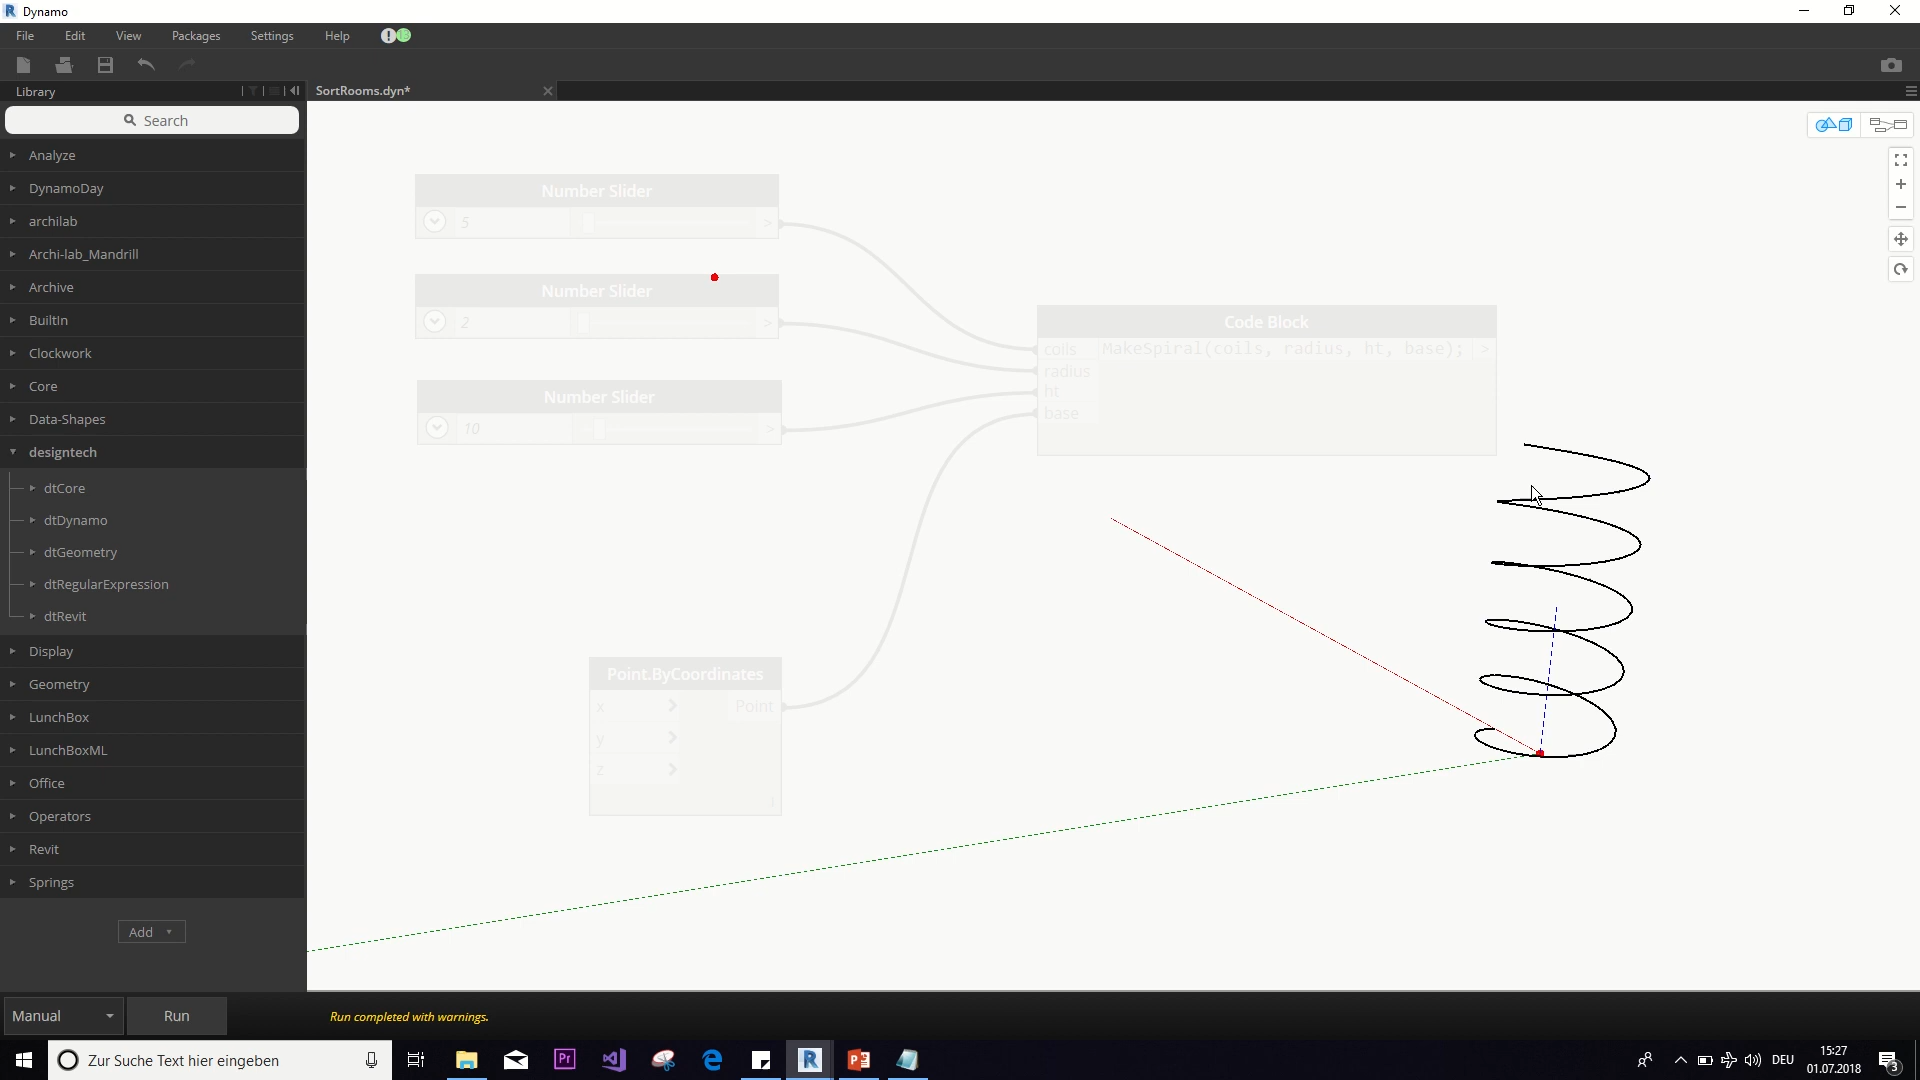 Dynamo
File Edit View Packages Settings Help
Library
SortRooms.dyn*
Search
Analyze
DynamoDay
archilab
Archi-lab_Mandrill
Archive
BuiltIn
Clockwork
Core
Data-Shapes
designtech
dtCore
dtDynamo
dtGeometry
dtRegularExpression
dtRevit
Display
Geometry
LunchBox
LunchBoxML
Office
Operators
Revit
Springs
Add
Number Slider
5 >
Number Slider
2 >
Number Slider
10 >
Code Block
coils MakeSpiral(coils, radius, ht, base); >
radius
ht
base
Point.ByCoordinates
x > Point
y >
z >
Manual Run Run completed with warnings.
Zur Suche Text hier eingeben
Pr
DEU
15:27
01.07.2018
3